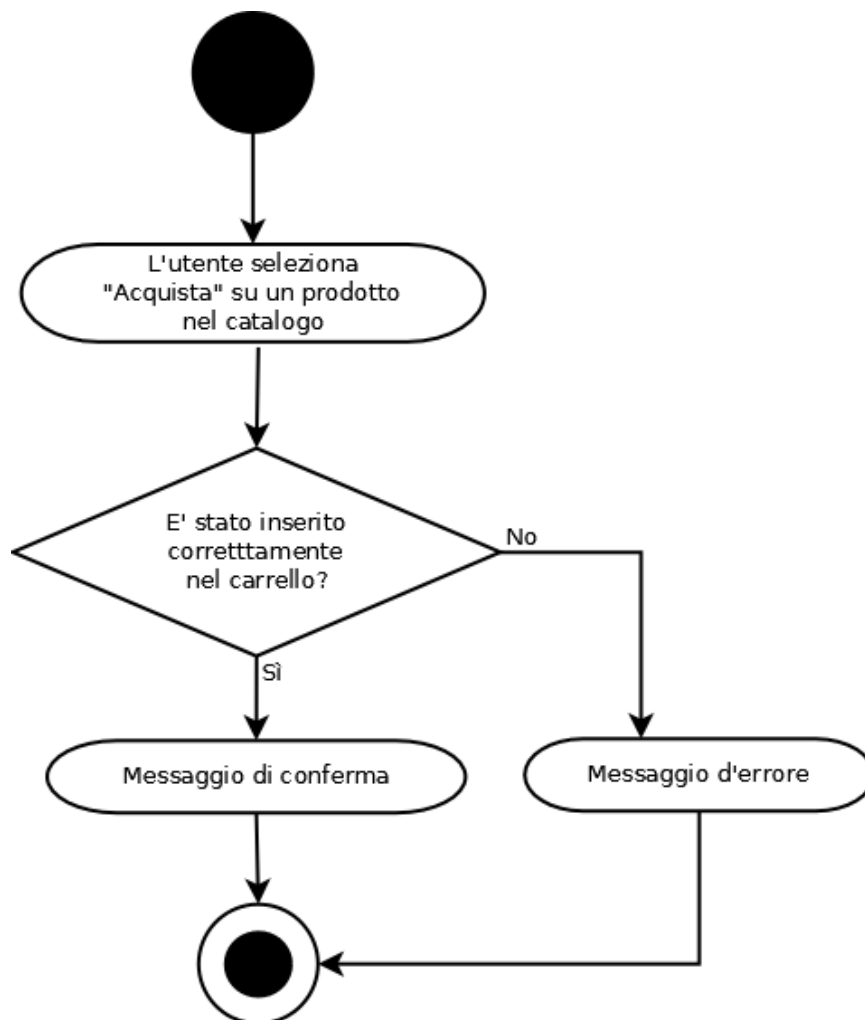 L'utente seleziona
"Acquista" su un prodotto
nel catalogo
E' stato inserito
corretttamente
nel carrello?
No
Sì
Messaggio di conferma
Messaggio d'errore